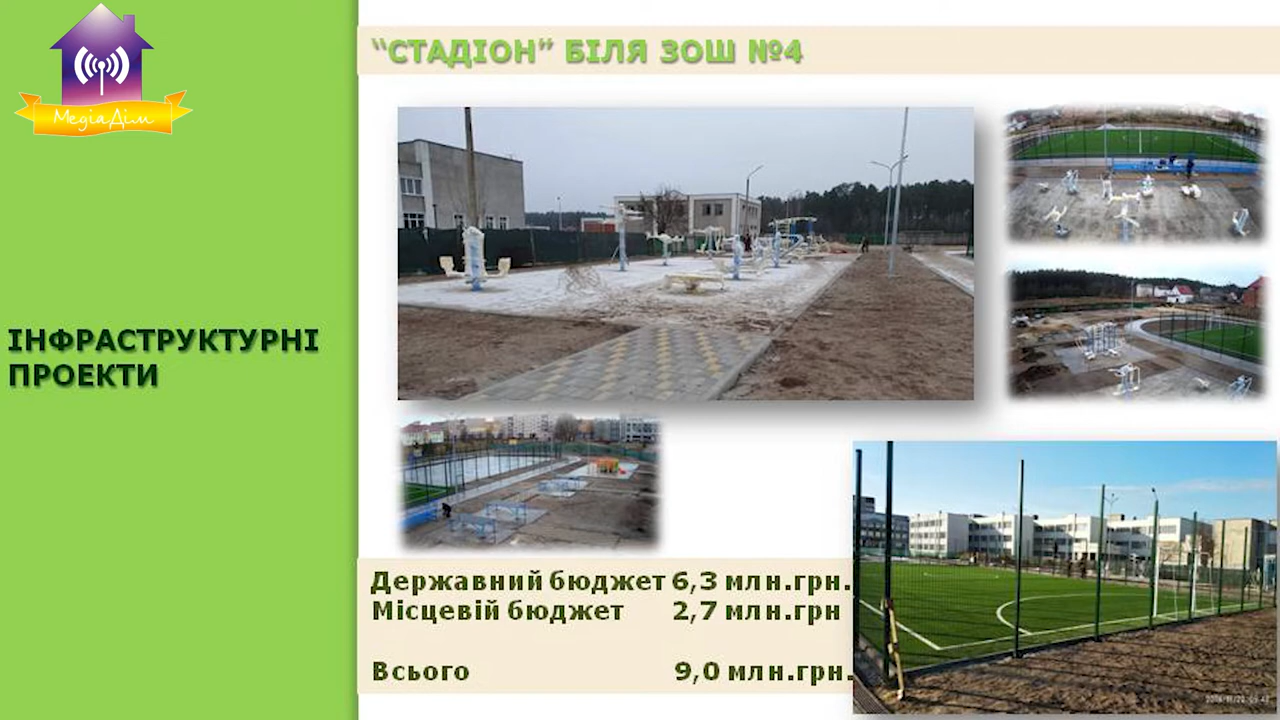 МедіаДім
ІНФРАСТРУКТУРНІ
ПРОЕКТИ
“СТАДІОН” БІЛЯ ЗОШ №4
Державний бюджет 6,3 млн.грн.
Місцевій бюджет 2,7 млн.грн
Всього 9,0 млн.грн.